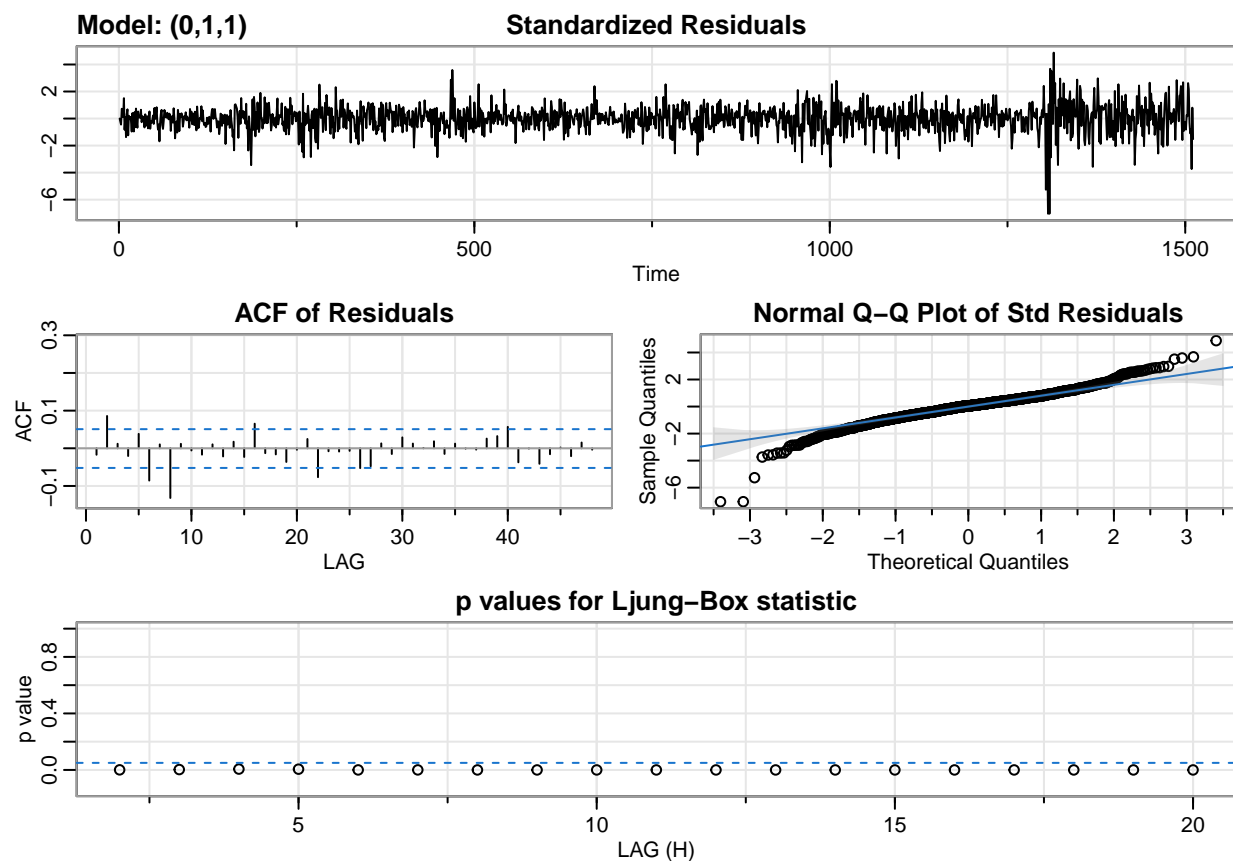 Model: (0,1,1) Standardized Residuals
2
−2
−6
0 500 1000 1500
Time
ACF of Residuals
ACF
0.3
0.1
−0.1
0 10 20 30 40
LAG
Normal Q−Q Plot of Std Residuals
Sample Quantiles
2
−2
−6
−3 −2 −1 0 1 2 3
Theoretical Quantiles
p values for Ljung−Box statistic
p value
0.8
0.4
0.0
5 10 15 20
LAG (H)